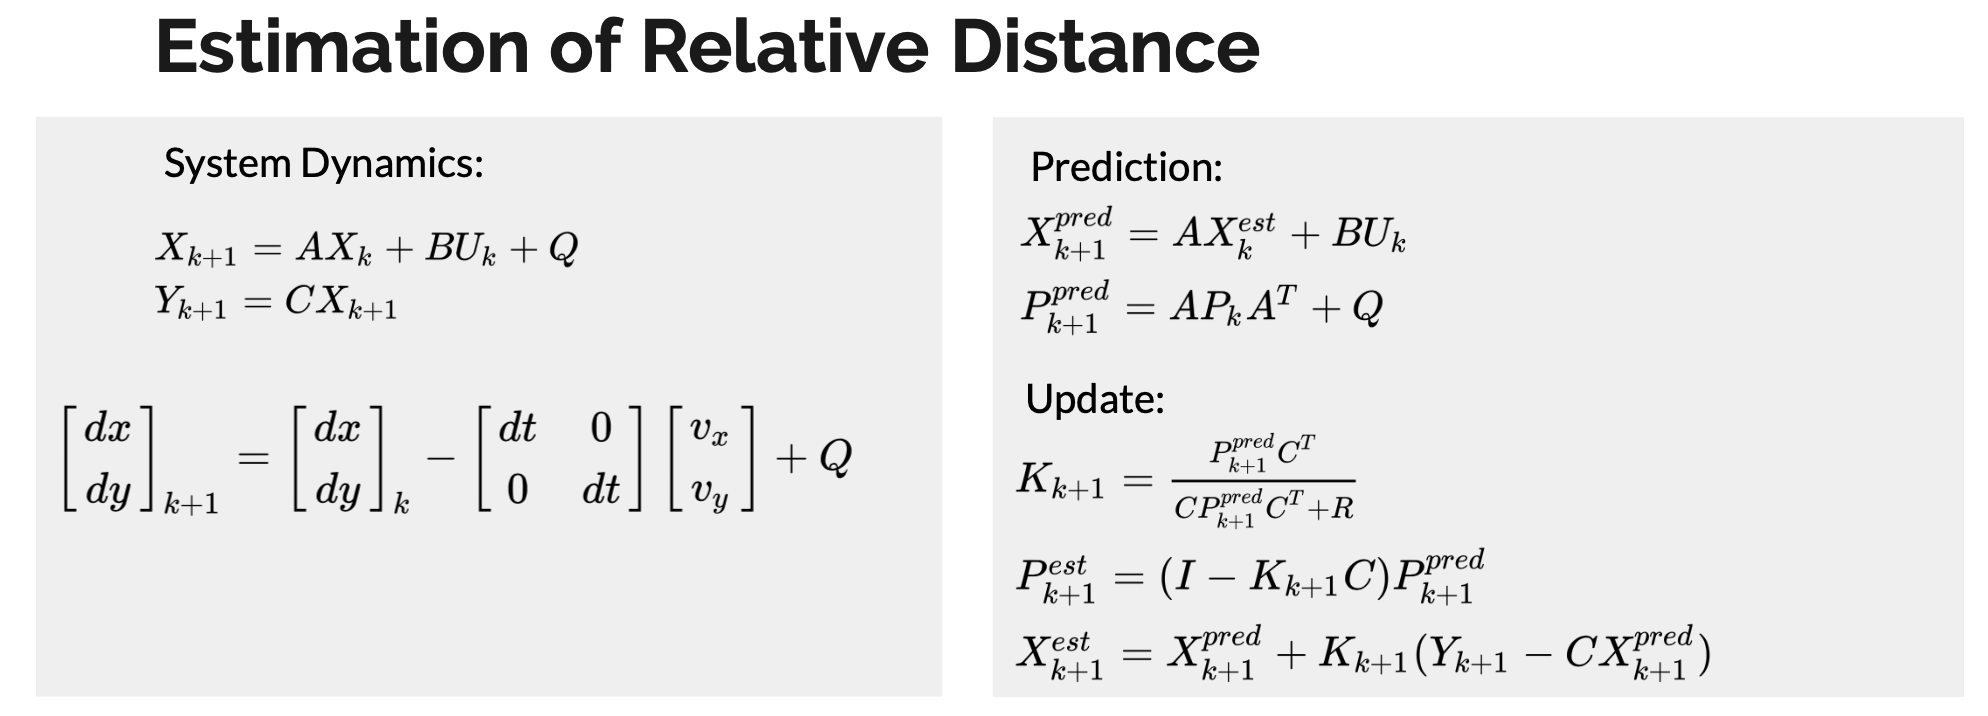 Estimation of Relative Distance
System Dynamics:
$X_{k+1} = AX_k + BU_k + Q$
$Y_{k+1} = CX_{k+1}$
$\begin{bmatrix} dx \\ dy \end{bmatrix}_{k+1} = \begin{bmatrix} dx \\ dy \end{bmatrix}_k - \begin{bmatrix} dt & 0 \\ 0 & dt \end{bmatrix} \begin{bmatrix} v_x \\ v_y \end{bmatrix} + Q$
Prediction:
$X_{k+1}^{pred} = AX_k^{est} + BU_k$
$P_{k+1}^{pred} = AP_kA^T + Q$
Update:
$K_{k+1} = \frac{P_{k+1}^{pred}C^T}{CP_{k+1}^{pred}C^T + R}$
$P_{k+1}^{est} = (I - K_{k+1}C)P_{k+1}^{pred}$
$X_{k+1}^{est} = X_{k+1}^{pred} + K_{k+1}(Y_{k+1} - CX_{k+1}^{pred})$